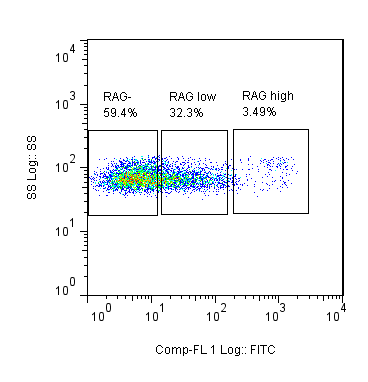 10^4
10^3
10^2
10^1
10^0
SS Log:: SS
RAG-
59.4%
RAG low
32.3%
RAG high
3.49%
10^0 10^1 10^2 10^3 10^4
Comp-FL 1 Log:: FITC